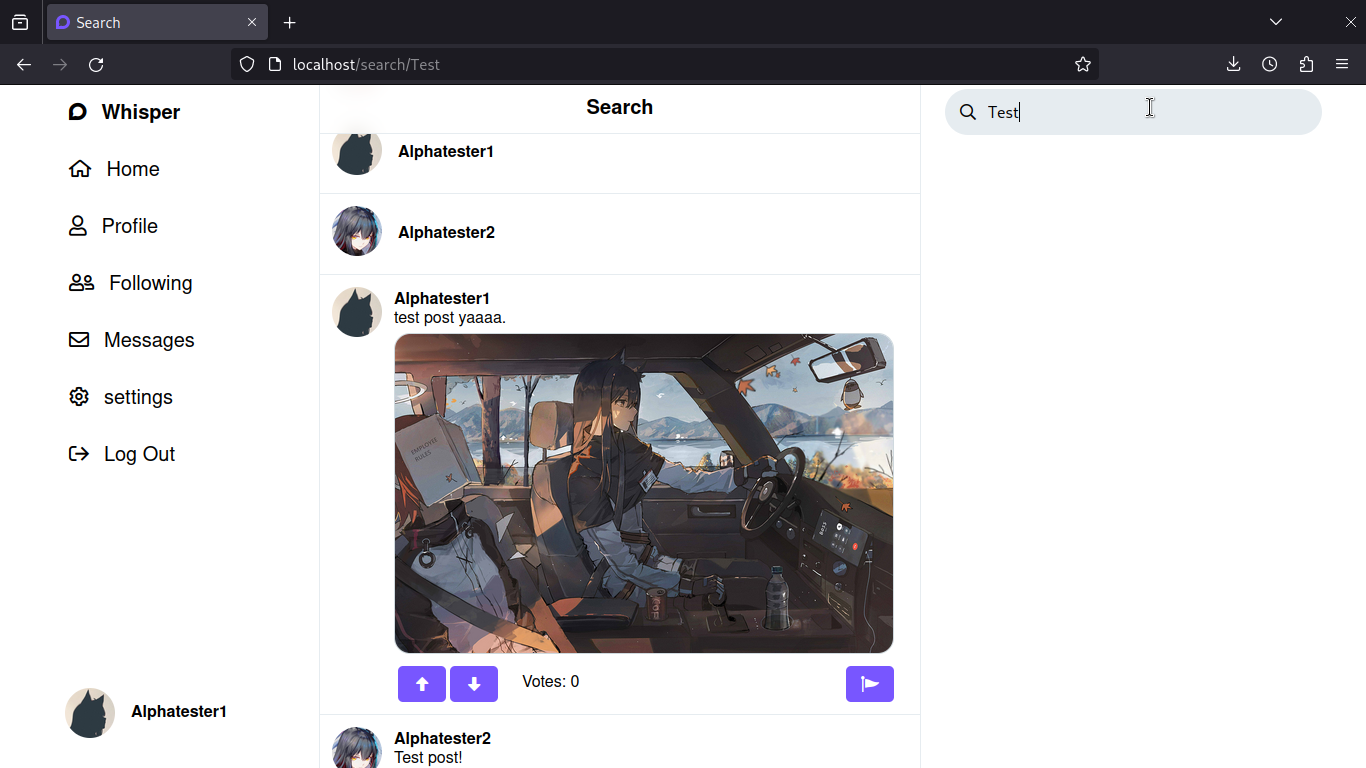 Search
localhost/search/Test
Whisper
Home
Profile
Following
Messages
settings
Log Out
Alphatester1
Search
Alphatester1
Alphatester2
Alphatester1
test post yaaaa.
EMPLOYEE
RULES
Votes: 0
Alphatester2
Test post!
Test